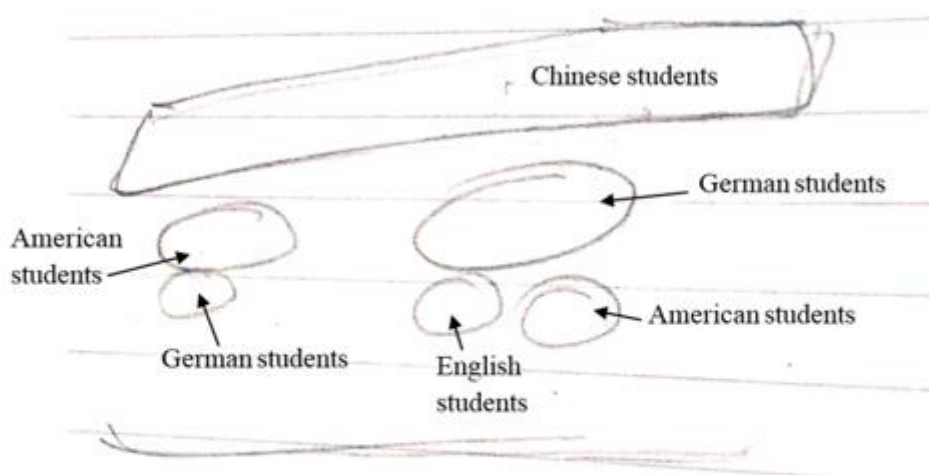 Chinese students
German students
American
students
American students
German students
English
students